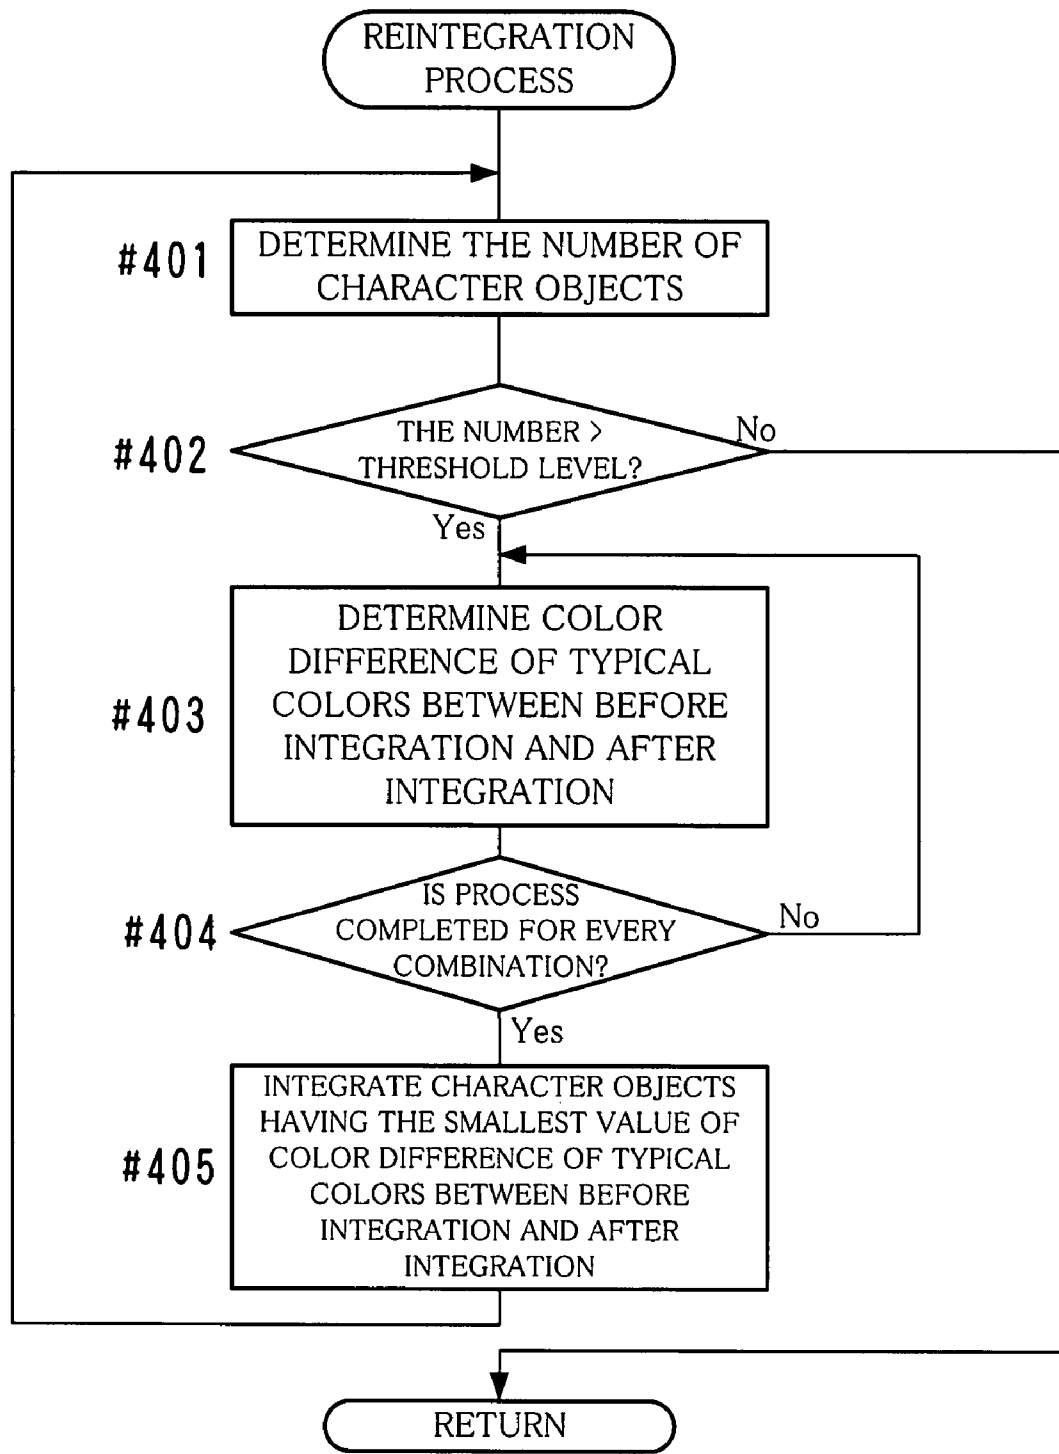 REINTEGRATION
PROCESS
#401
DETERMINE THE NUMBER OF
CHARACTER OBJECTS
#402
THE NUMBER >
THRESHOLD LEVEL?
No
Yes
#403
DETERMINE COLOR
DIFFERENCE OF TYPICAL
COLORS BETWEEN BEFORE
INTEGRATION AND AFTER
INTEGRATION
#404
IS PROCESS
COMPLETED FOR EVERY
COMBINATION?
No
Yes
#405
INTEGRATE CHARACTER OBJECTS
HAVING THE SMALLEST VALUE OF
COLOR DIFFERENCE OF TYPICAL
COLORS BETWEEN BEFORE
INTEGRATION AND AFTER
INTEGRATION
RETURN